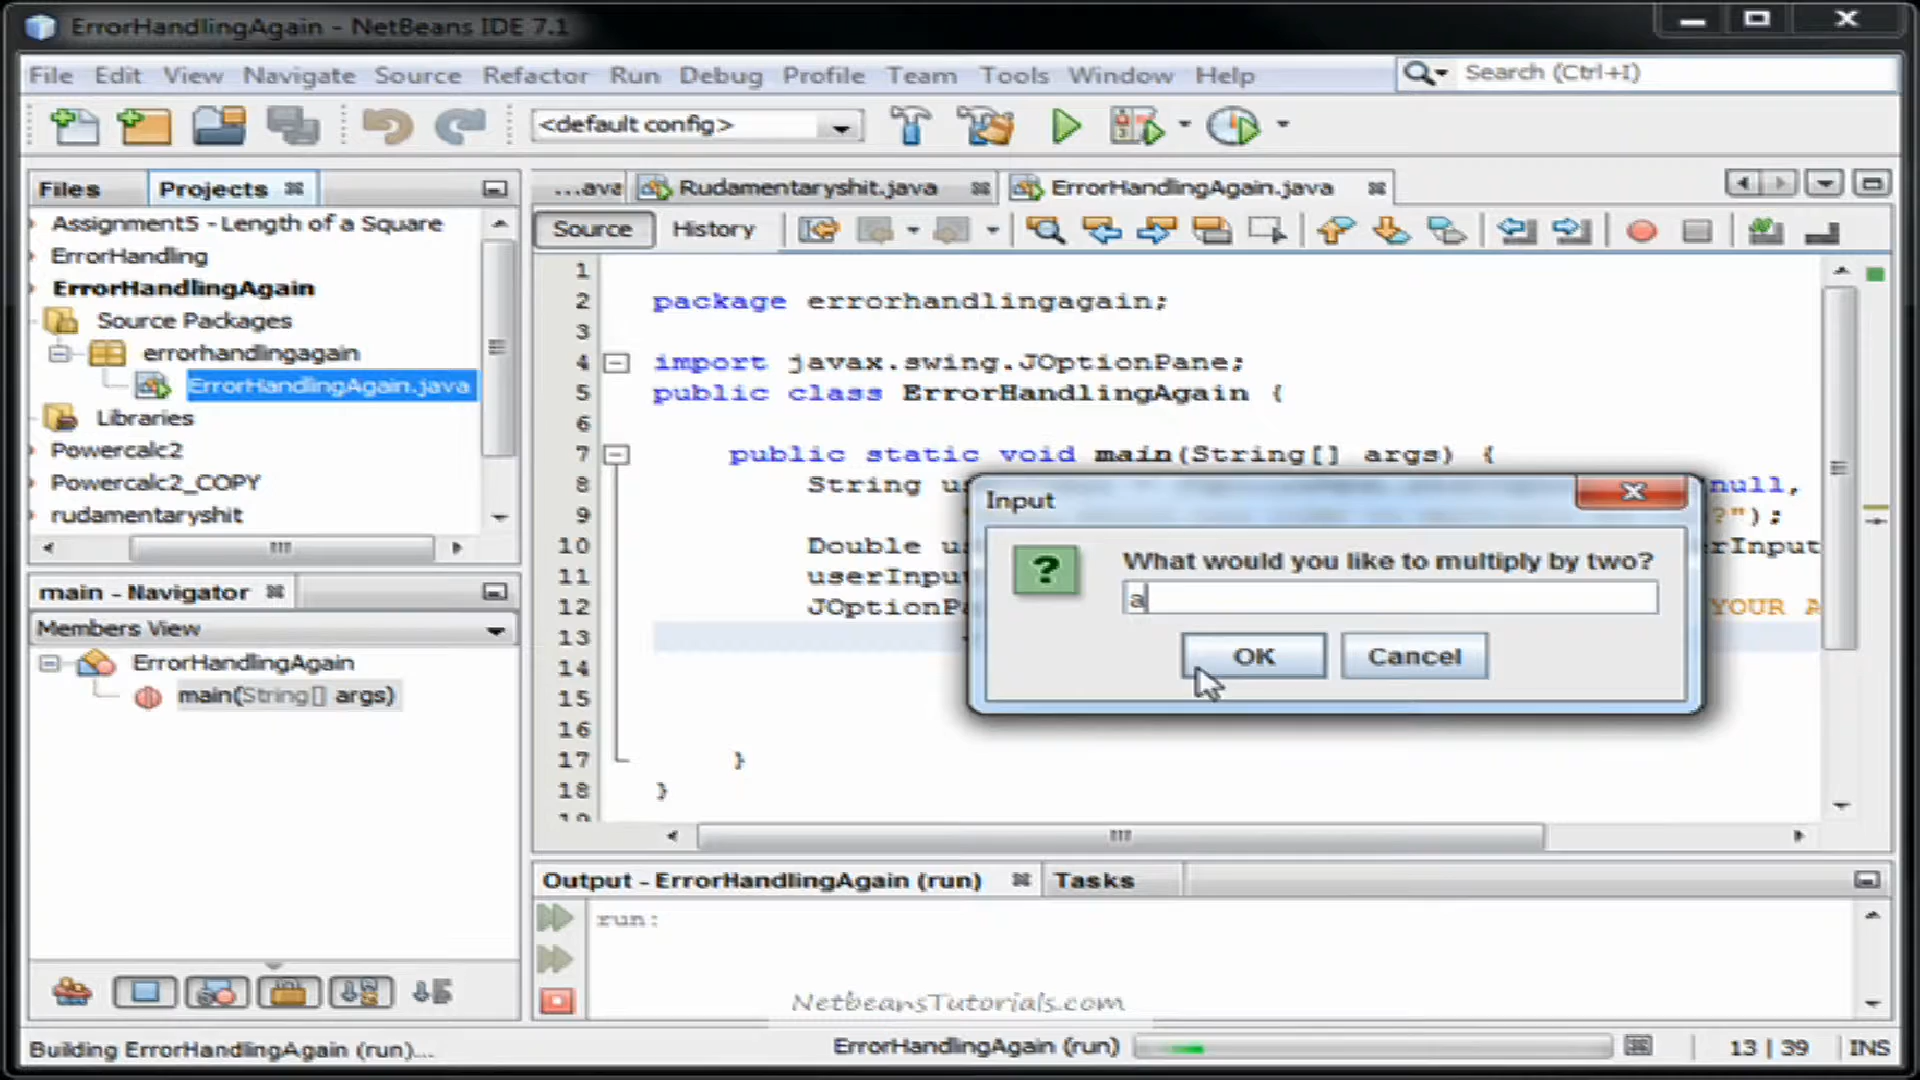 ErrorHandlingAgain - NetBeans IDE 7.1
File Edit View Navigate Source Refactor Run Debug Profile Team Tools Window Help
Search (Ctrl+I)
<default config>
Files Projects
...ava Rudamentaryshit.java ErrorHandlingAgain.java
Source History
Assignment5 - Length of a Square
ErrorHandling
ErrorHandlingAgain
Source Packages
errorhandlingagain
ErrorHandlingAgain.java
Libraries
Powercalc2
Powercalc2_COPY
rudamentaryshit
main - Navigator
Members View
ErrorHandlingAgain
main(String[] args)
1
2 package errorhandlingagain;
3
4 import javax.swing.JOptionPane;
5 public class ErrorHandlingAgain {
6
7 public static void main(String[] args) {
8 String us null,
9 ?");
10 Double us erInput
11 userInput
12 JOptionPa YOUR A
13
14
15
16
17 }
18 }
19
Input
What would you like to multiply by two?
a
OK Cancel
Output - ErrorHandlingAgain (run) Tasks
run:
NetbeansTutorials.com
Building ErrorHandlingAgain (run)...
ErrorHandlingAgain (run)
13 | 39 INS